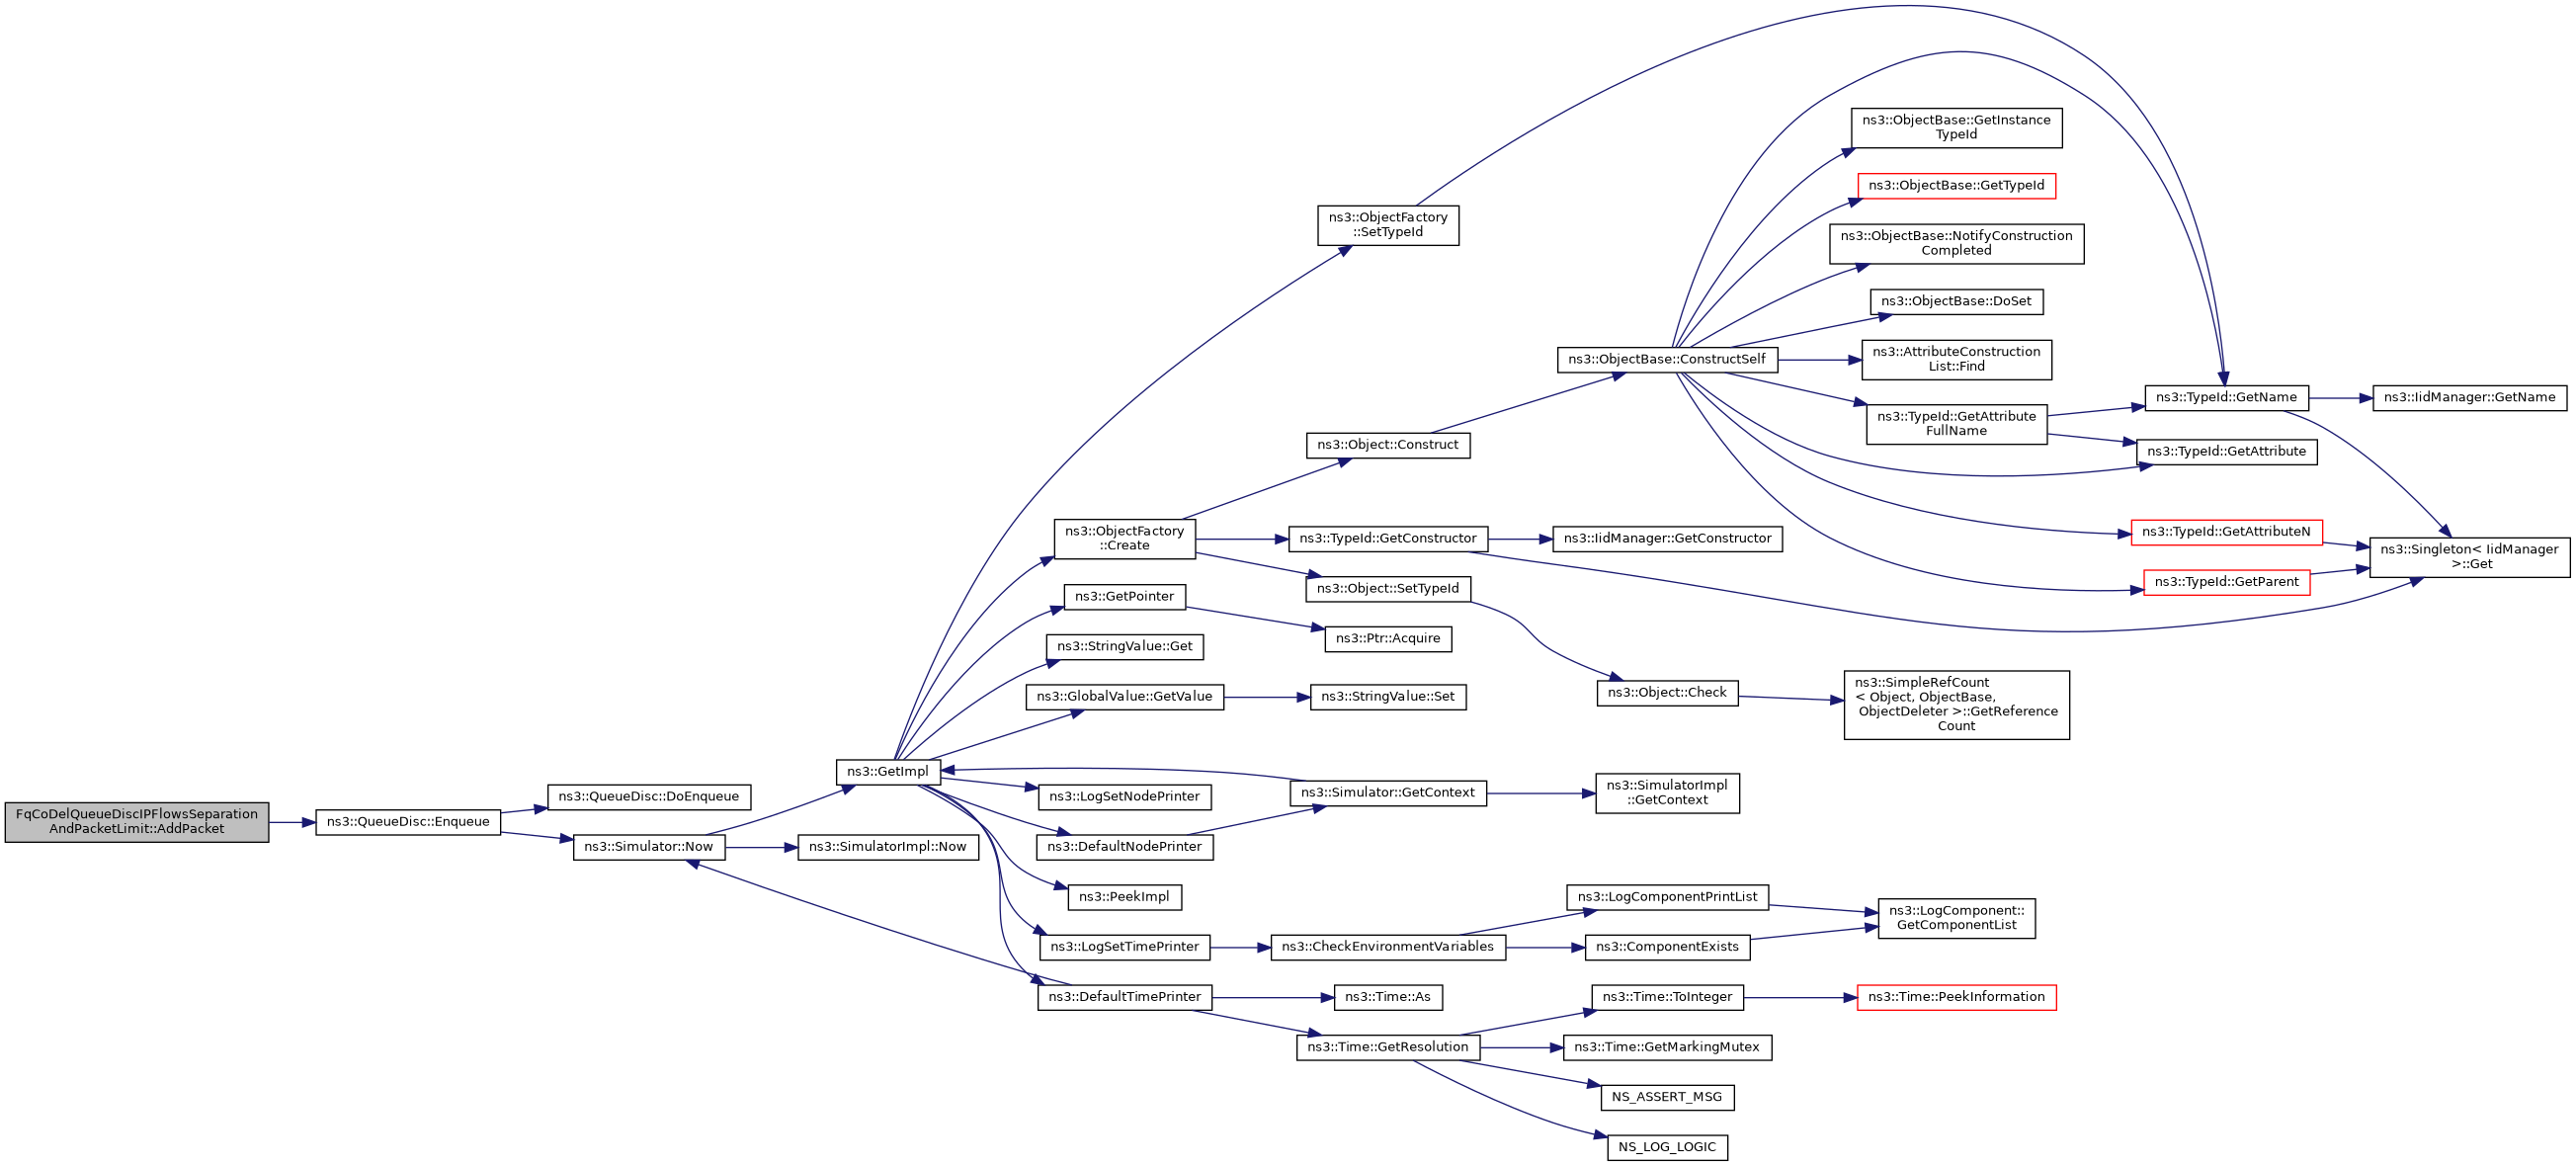 FqCoDelQueueDiscIPFlowsSeparation
AndPacketLimit::AddPacket
ns3::QueueDisc::Enqueue
ns3::QueueDisc::DoEnqueue
ns3::Simulator::Now
ns3::GetImpl
ns3::SimulatorImpl::Now
ns3::ObjectFactory
::SetTypeId
ns3::ObjectFactory
::Create
ns3::GetPointer
ns3::StringValue::Get
ns3::GlobalValue::GetValue
ns3::LogSetNodePrinter
ns3::DefaultNodePrinter
ns3::PeekImpl
ns3::LogSetTimePrinter
ns3::DefaultTimePrinter
ns3::Object::Construct
ns3::TypeId::GetConstructor
ns3::Object::SetTypeId
ns3::Ptr::Acquire
ns3::StringValue::Set
ns3::Simulator::GetContext
ns3::CheckEnvironmentVariables
ns3::Time::As
ns3::Time::GetResolution
ns3::ObjectBase::ConstructSelf
ns3::IidManager::GetConstructor
ns3::Object::Check
ns3::SimulatorImpl
::GetContext
ns3::LogComponentPrintList
ns3::ComponentExists
ns3::Time::ToInteger
ns3::Time::GetMarkingMutex
NS_ASSERT_MSG
NS_LOG_LOGIC
ns3::ObjectBase::GetInstance
TypeId
ns3::ObjectBase::GetTypeId
ns3::ObjectBase::NotifyConstruction
Completed
ns3::ObjectBase::DoSet
ns3::AttributeConstruction
List::Find
ns3::TypeId::GetAttribute
FullName
ns3::SimpleRefCount
< Object, ObjectBase,
ObjectDeleter >::GetReference
Count
ns3::LogComponent::
GetComponentList
ns3::Time::PeekInformation
ns3::TypeId::GetName
ns3::TypeId::GetAttribute
ns3::TypeId::GetAttributeN
ns3::TypeId::GetParent
ns3::IidManager::GetName
ns3::Singleton< IidManager
>::Get